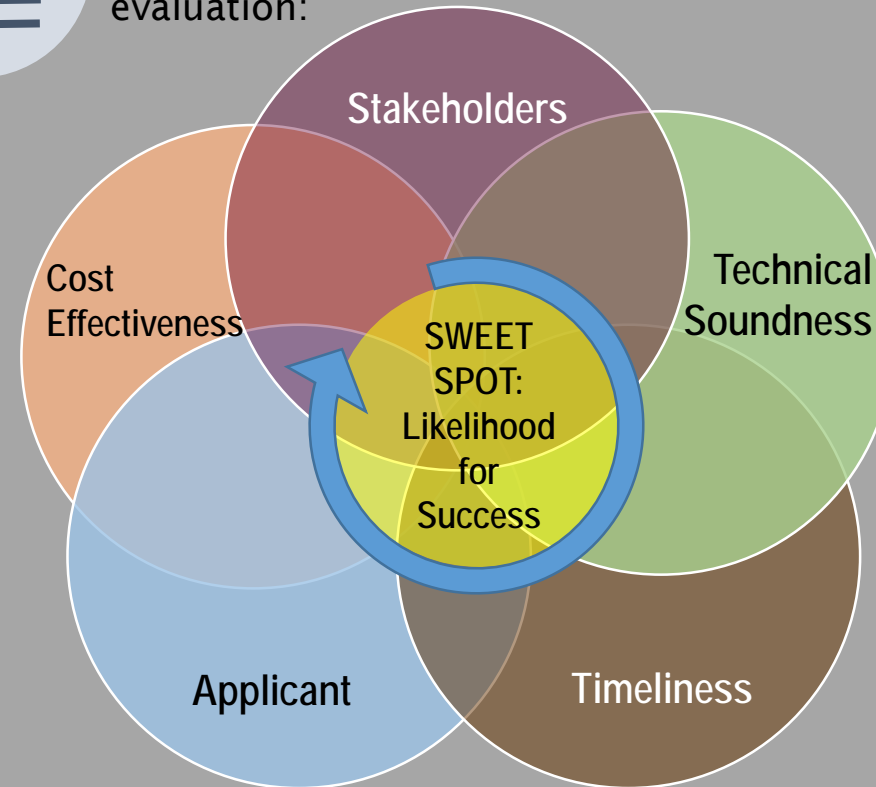 evaluation:
Stakeholders
Cost
Effectiveness
Technical
Soundness
SWEET
SPOT:
Likelihood
for
Success
Applicant
Timeliness